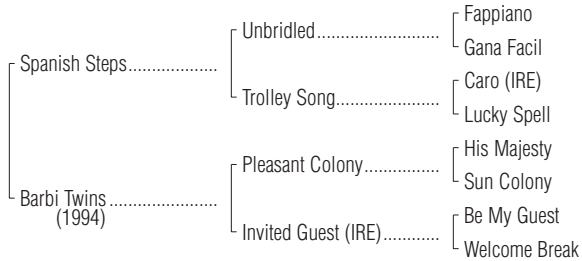 Fappiano
Unbridled
Gana Facil
Spanish Steps
Caro (IRE)
Trolley Song
Lucky Spell
His Majesty
Pleasant Colony
Sun Colony
Barbi Twins
(1994)
Be My Guest
Invited Guest (IRE)
Welcome Break